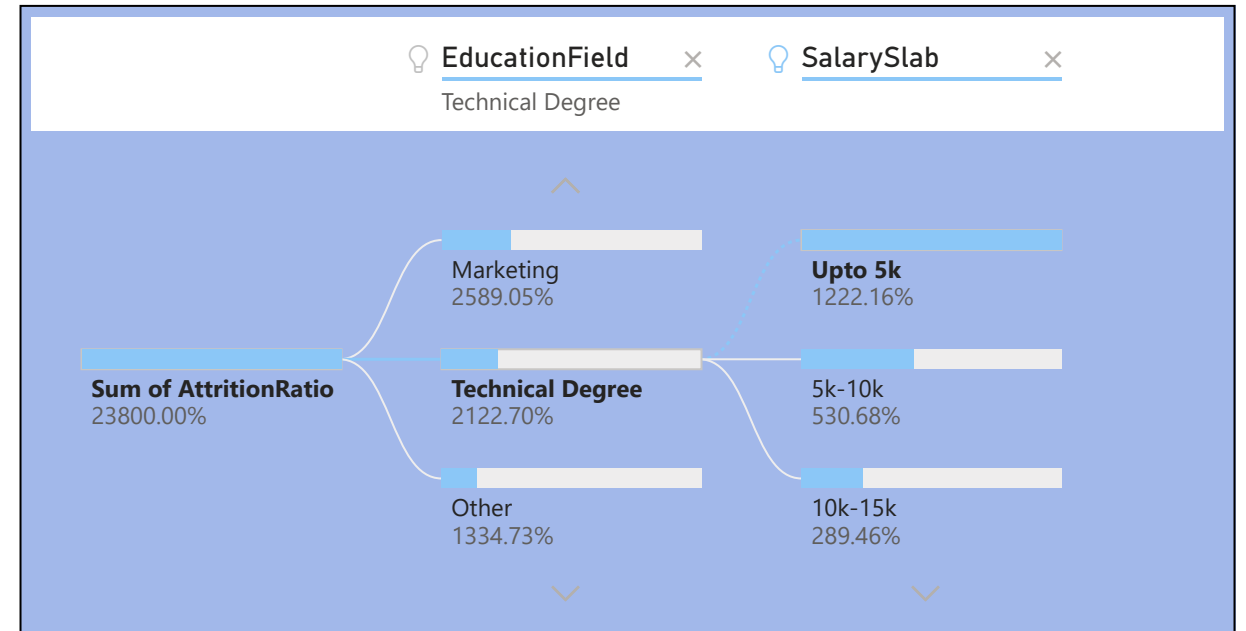 EducationField
SalarySlab
Technical Degree
Marketing
2589.05%
Upto 5k
1222.16%
Sum of AttritionRatio
23800.00%
Technical Degree
2122.70%
5k-10k
530.68%
Other
1334.73%
10k-15k
289.46%